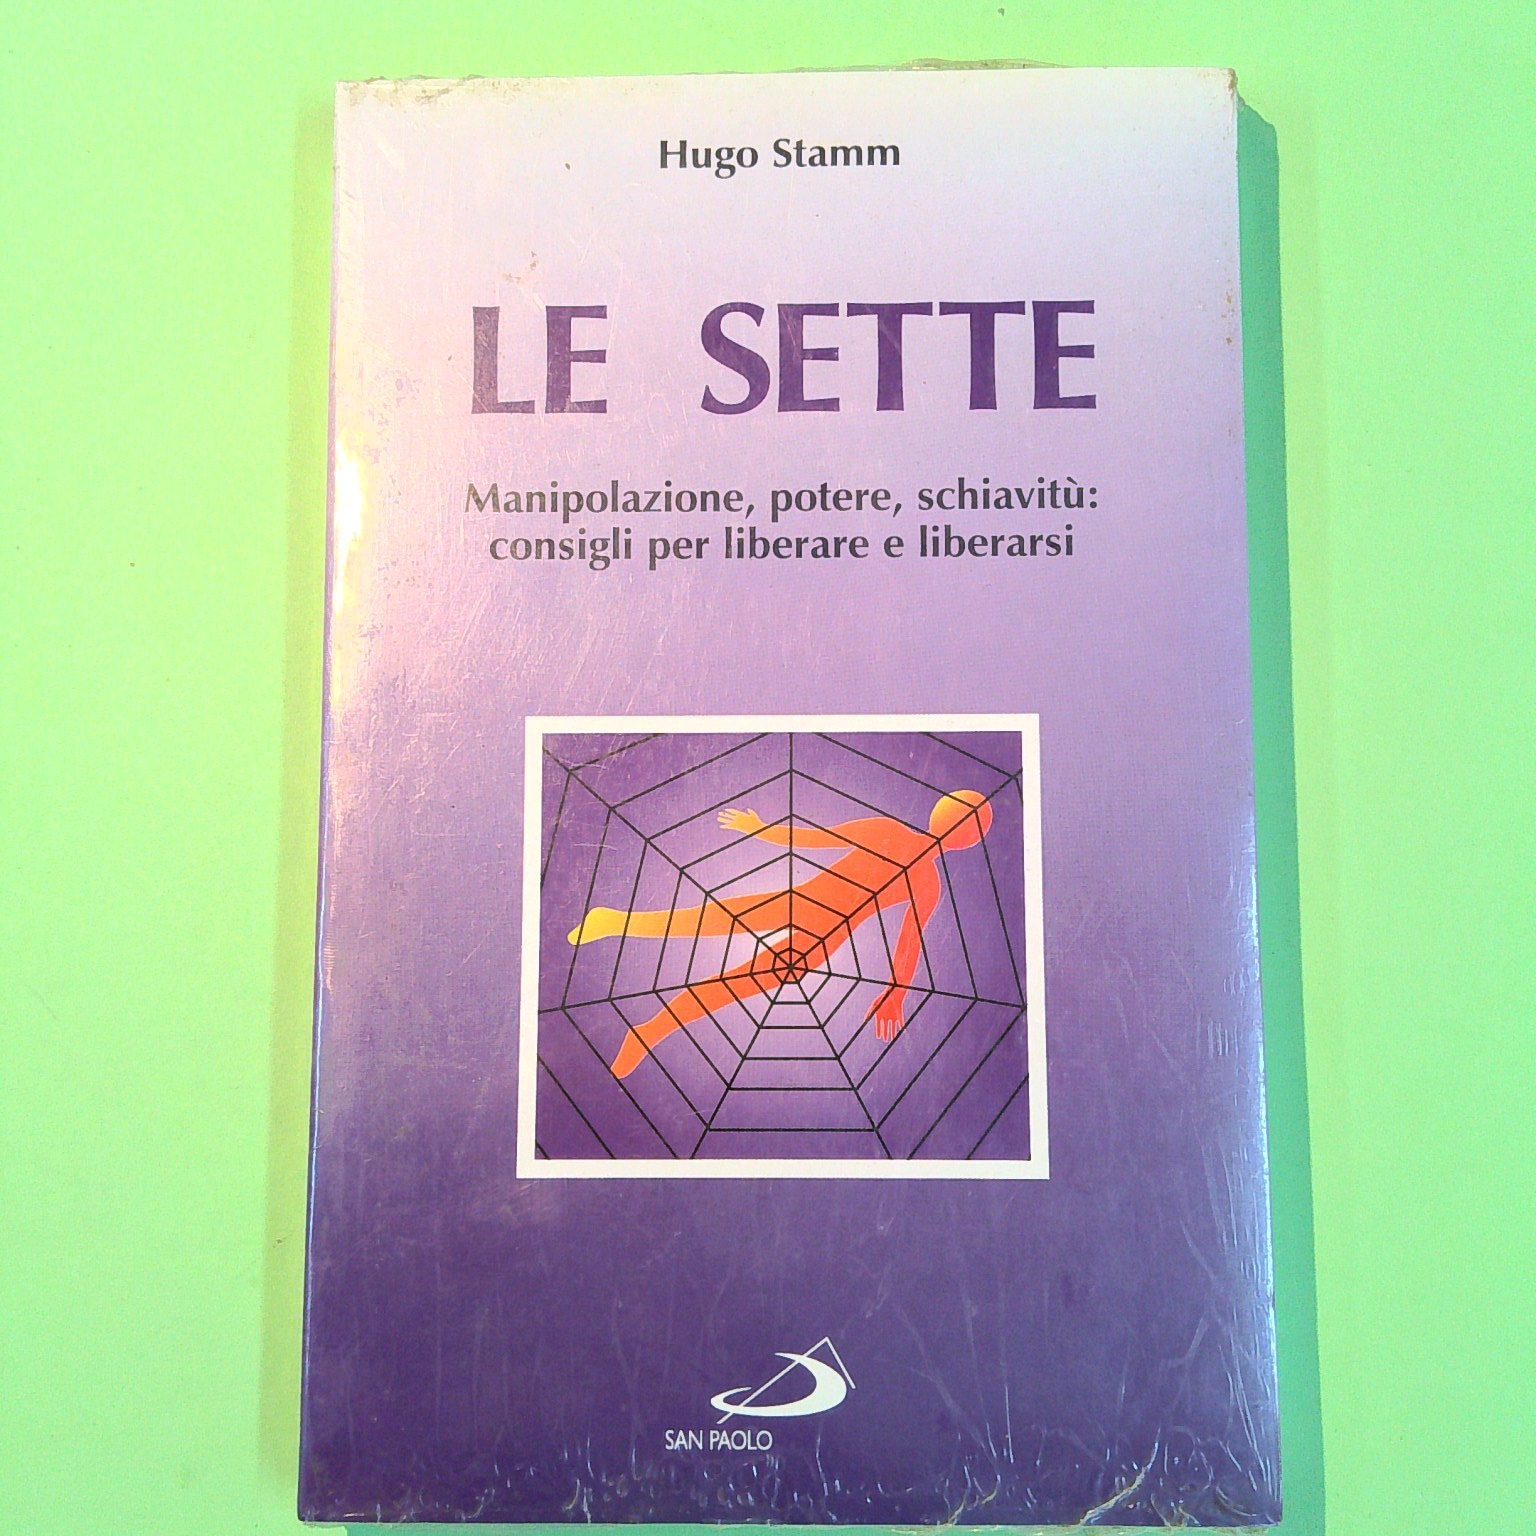 Hugo Stamm
LE SETTE
Manipolazione, potere, schiavitù:
consigli per liberare e liberarsi
SAN PAOLO